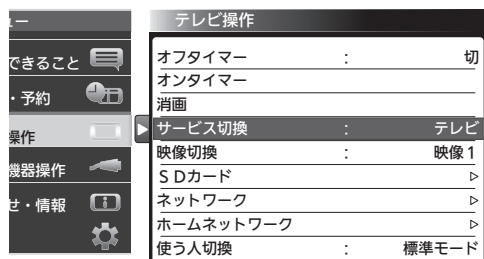 ュー
できること
・予約
操作
機器操作
せ・情報
テレビ操作
オフタイマー : 切
オンタイマー
消画
サービス切換 : テレビ
映像切換 : 映像1
SDカード
ネットワーク
ホームネットワーク
使う人切換 : 標準モード